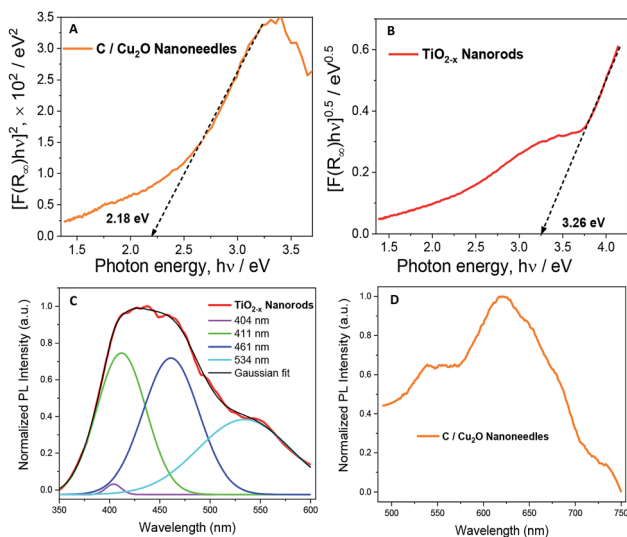 A
C / Cu₂O Nanoneedles
[F(R∞)hν]², × 10² / eV²
3.5
3.0
2.5
2.0
1.5
1.0
0.5
0.0
2.18 eV
1.5 2.0 2.5 3.0 3.5
Photon energy, hν / eV
B
TiO₂₋ₓ Nanorods
[F(R∞)hν]⁰·⁵ / eV⁰·⁵
0.6
0.4
0.2
0.0
3.26 eV
1.5 2.0 2.5 3.0 3.5 4.0
Photon energy, hν / eV
C
TiO₂₋ₓ Nanorods
404 nm
411 nm
461 nm
534 nm
Gaussian fit
Normalized PL Intensity (a.u.)
1.0
0.8
0.6
0.4
0.2
0.0
350 400 450 500 550 600
Wavelength (nm)
D
C / Cu₂O Nanoneedles
Normalized PL Intensity (a.u.)
1.0
0.8
0.6
0.4
0.2
0.0
500 550 600 650 700 750
Wavelength (nm)